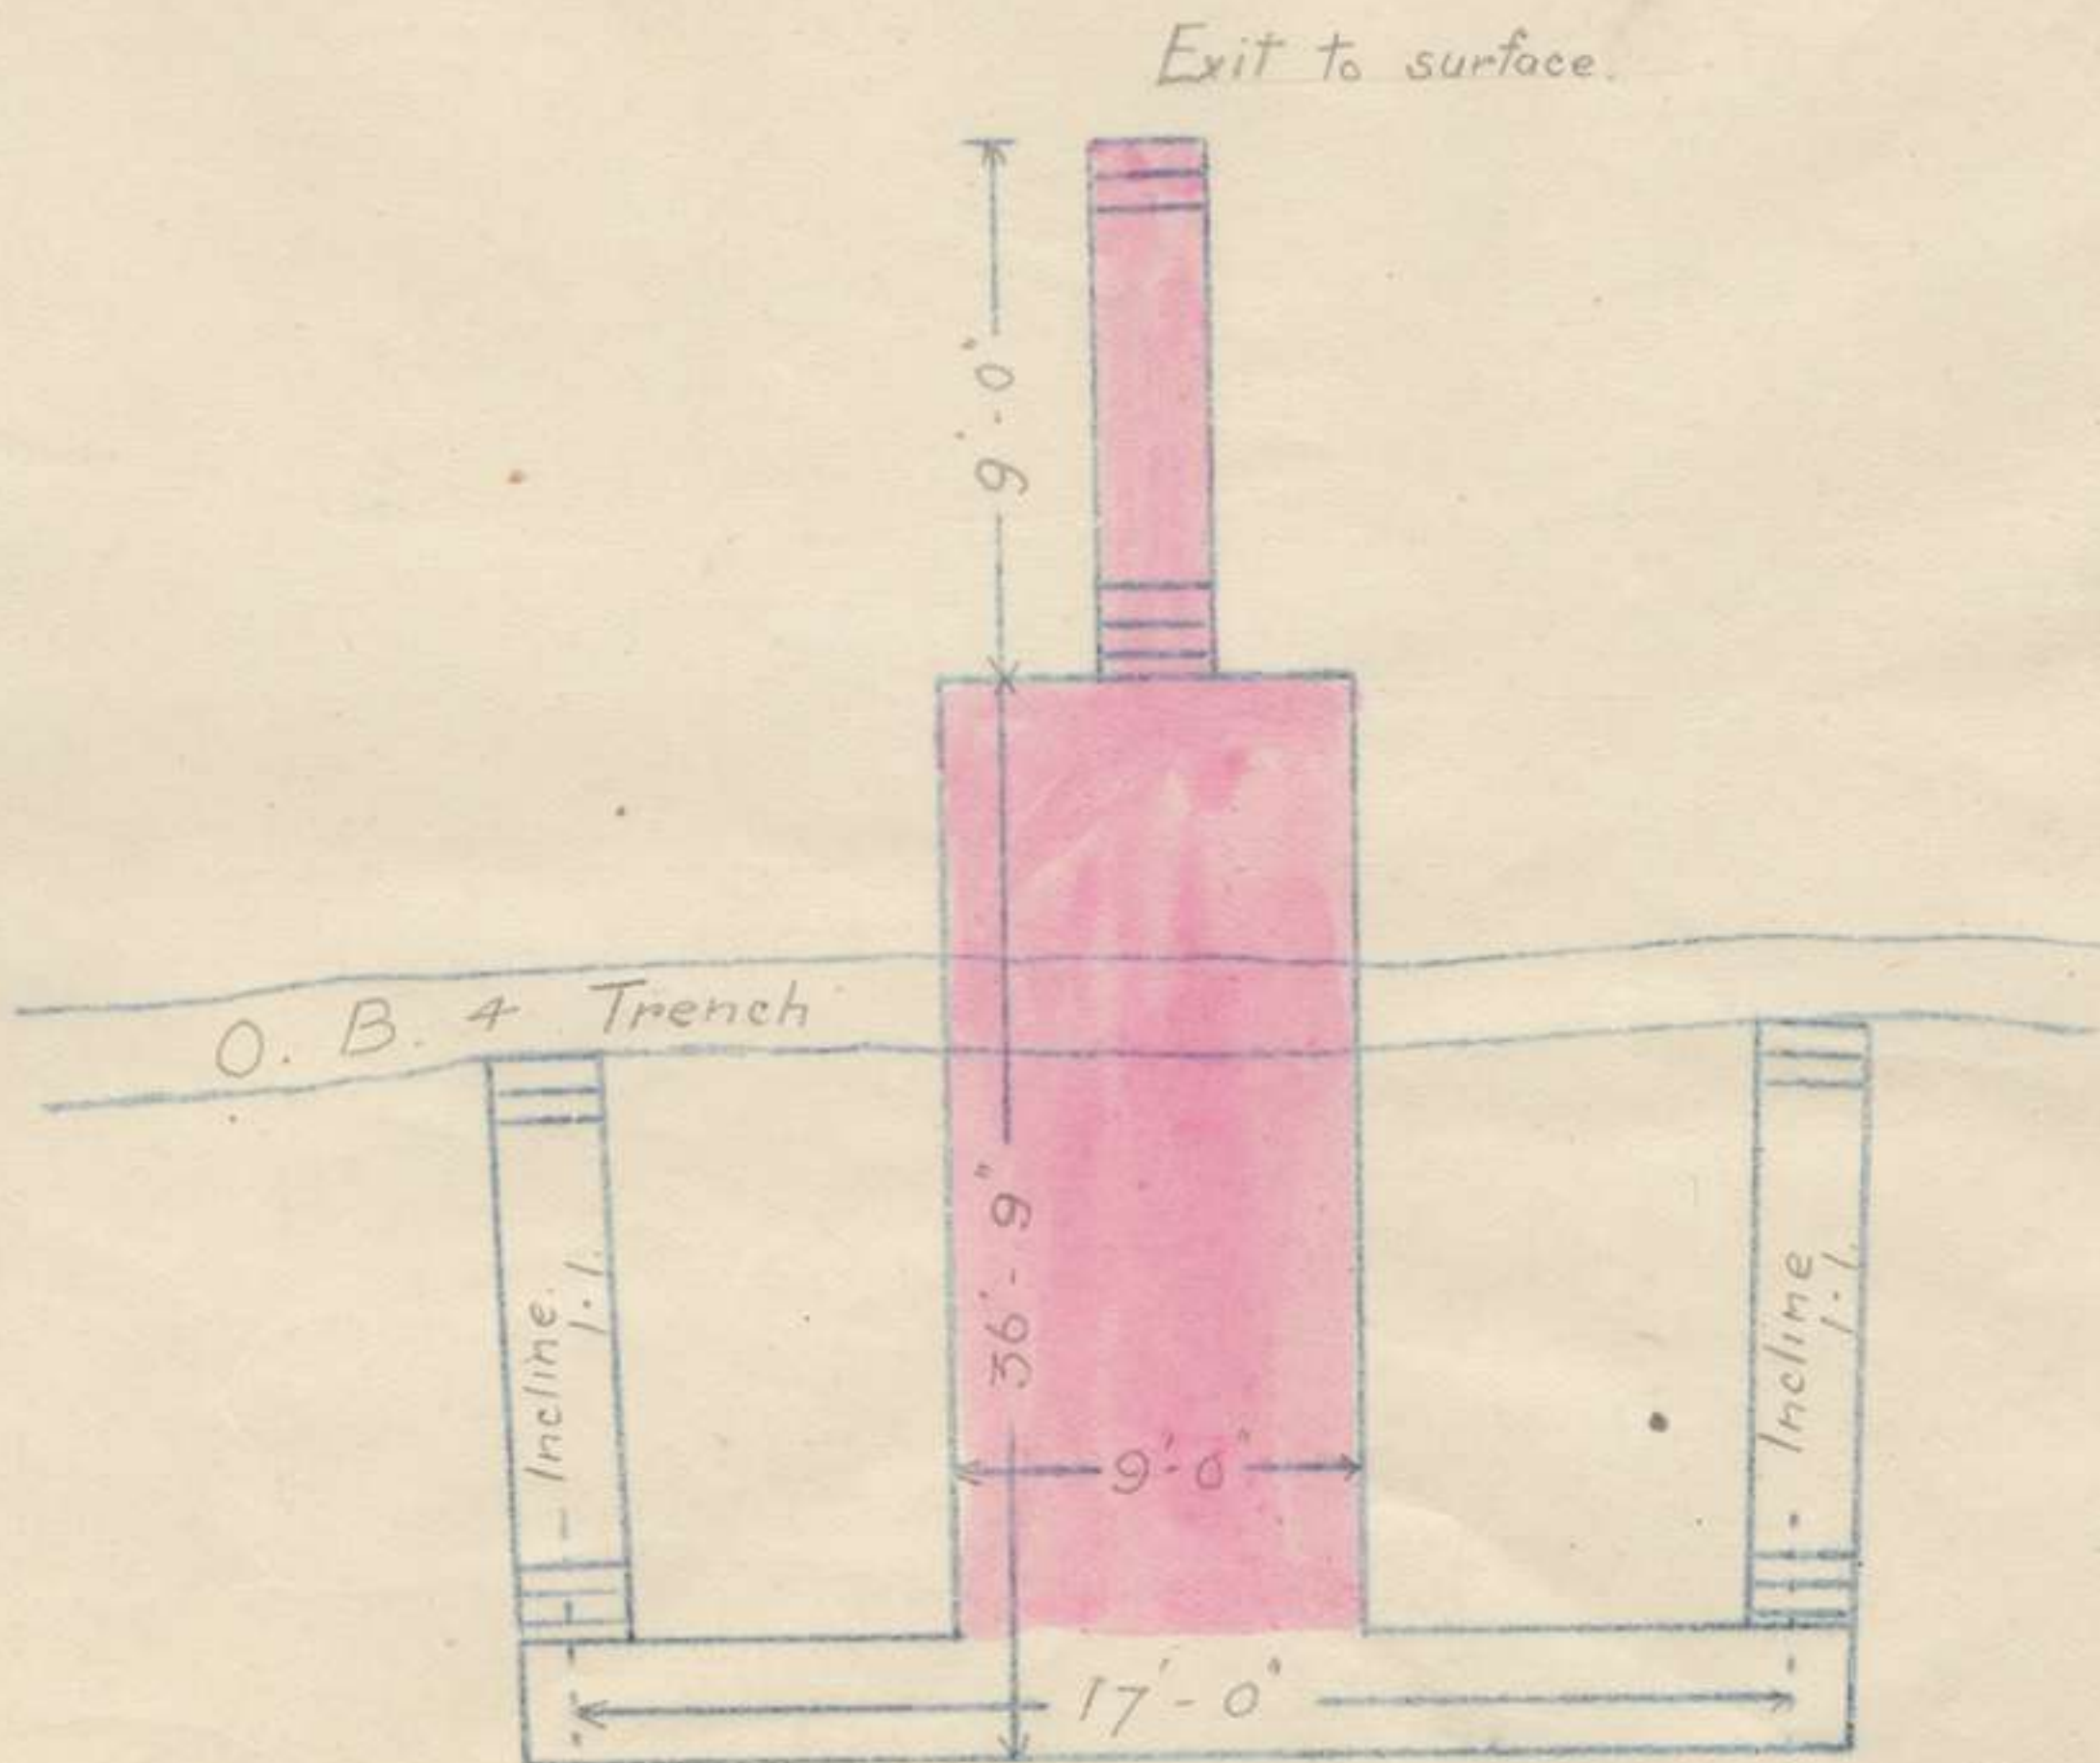 Exit to surface.
9'-0"
O. B. 4 Trench
36'-9"
Incline.
1.1.
Incline
1.1.
9'-0"
17'-0"